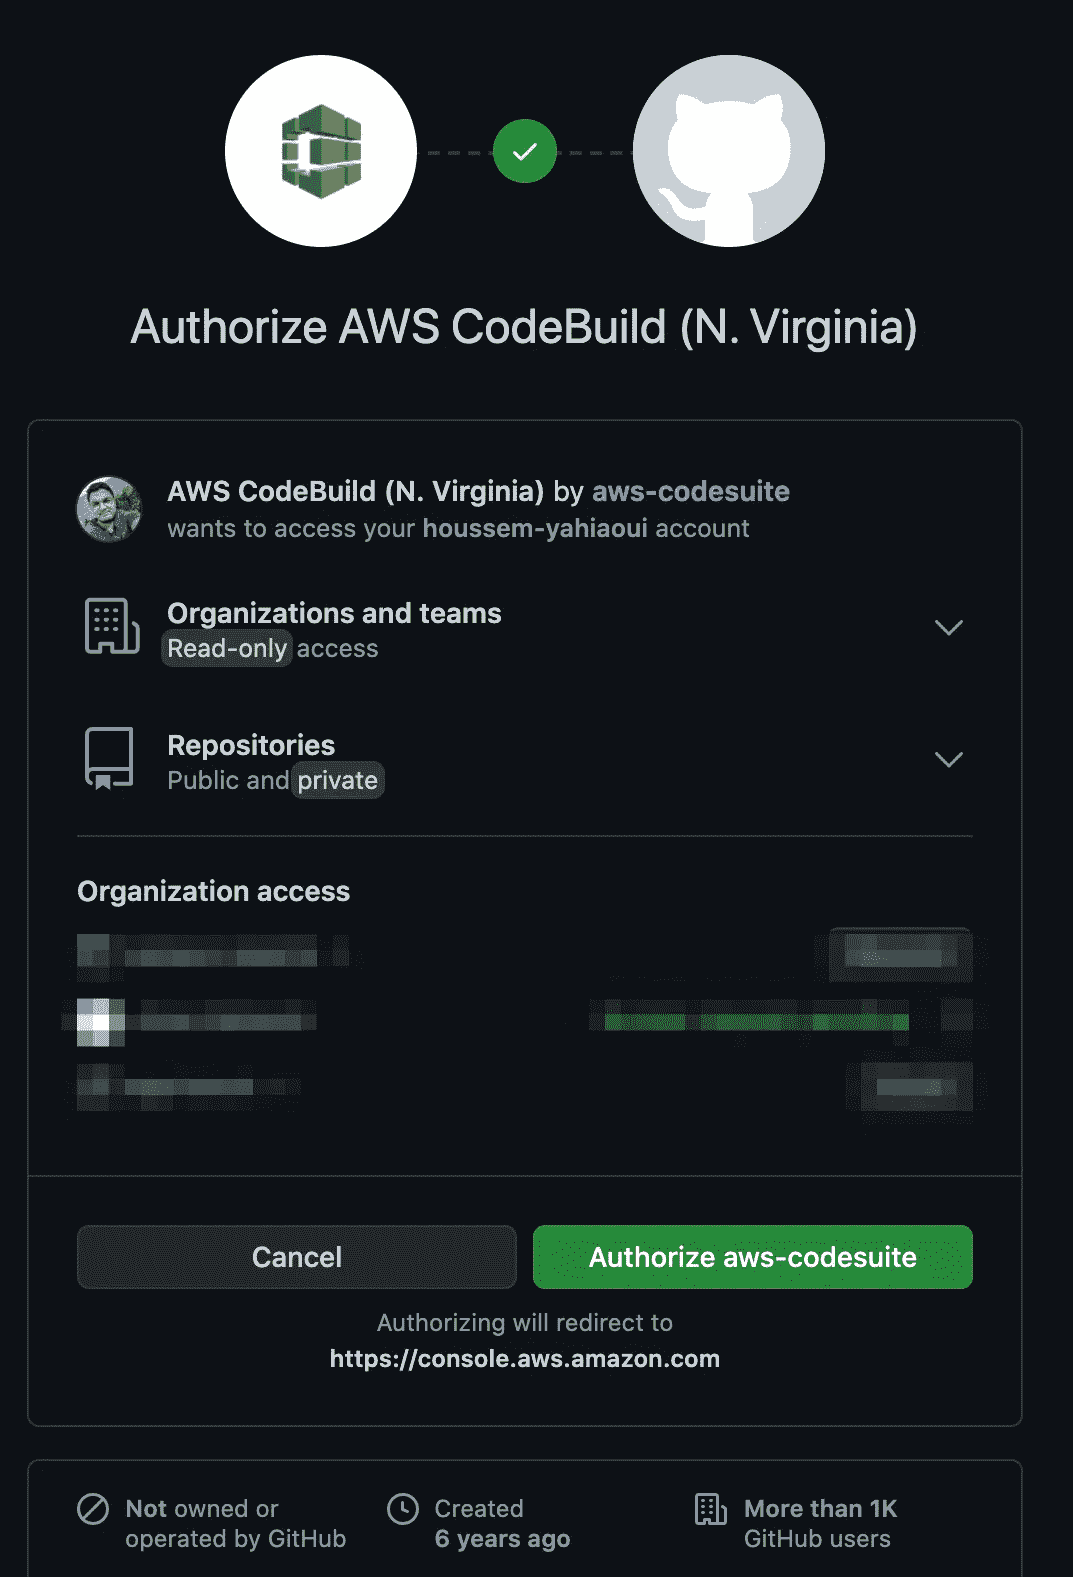 Authorize AWS CodeBuild (N. Virginia)
AWS CodeBuild (N. Virginia) by aws-codesuite
wants to access your houssem-yahiaoui account
Organizations and teams
Read-only access
Repositories
Public and private
Organization access
Cancel
Authorize aws-codesuite
Authorizing will redirect to
https://console.aws.amazon.com
Not owned or
operated by GitHub
Created
6 years ago
More than 1K
GitHub users